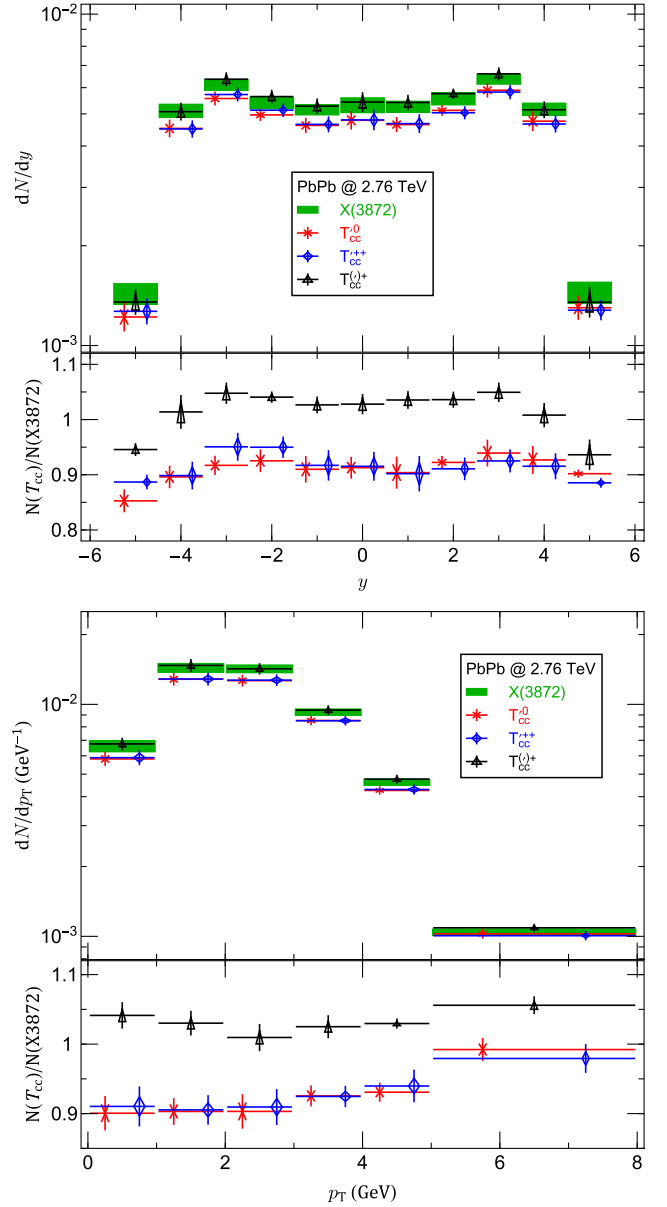 10⁻²
dN/dy
PbPb @ 2.76 TeV
X(3872)
T′⁰cc
T′⁺⁺cc
T(′)+cc
10⁻³
1.1
1
0.9
0.8
N(Tcc)/N(X3872)
−6 −4 −2 0 2 4 6
y
10⁻²
dN/dpT (GeV⁻¹)
PbPb @ 2.76 TeV
X(3872)
T′⁰cc
T′⁺⁺cc
T(′)+cc
10⁻³
1.1
1
0.9
N(Tcc)/N(X3872)
0 2 4 6 8
pT (GeV)